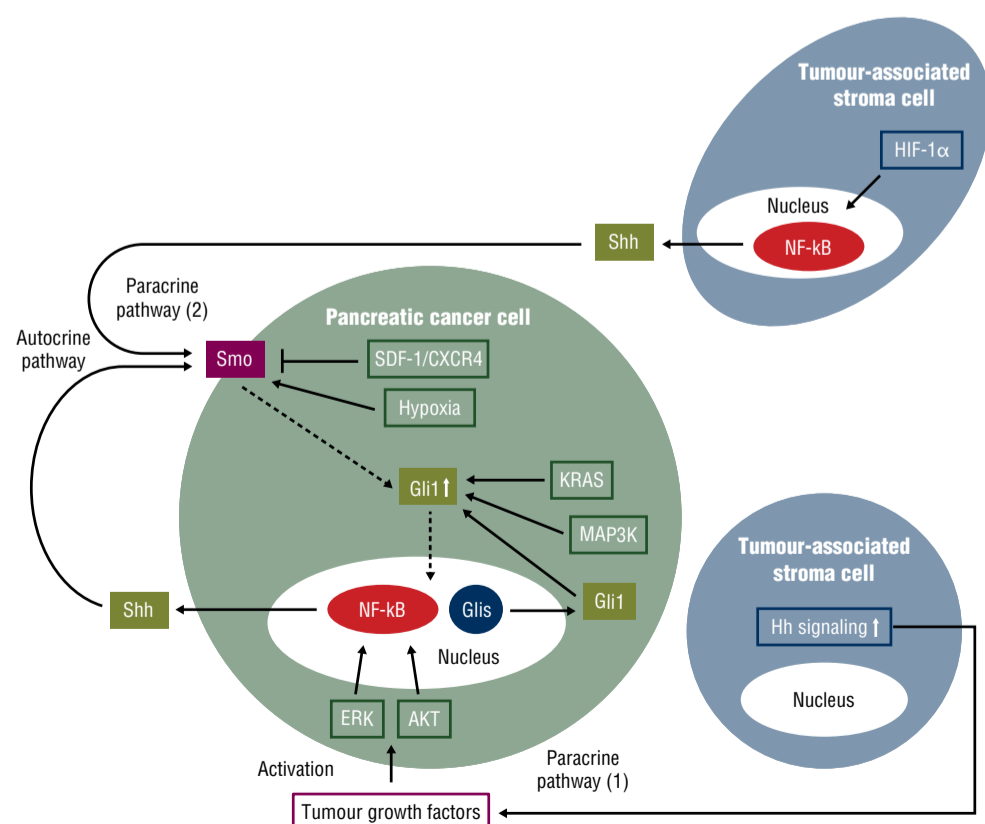 Tumour-associated
stroma cell
HIF-1α
Nucleus
NF-kB
Shh
Paracrine
pathway (2)
Autocrine
pathway
Pancreatic cancer cell
Smo
SDF-1/CXCR4
Hypoxia
Gli1↑
KRAS
MAP3K
Gli1
Shh
NF-kB
Glis
Nucleus
ERK
AKT
Activation
Paracrine
pathway (1)
Tumour growth factors
Tumour-associated
stroma cell
Hh signaling↑
Nucleus